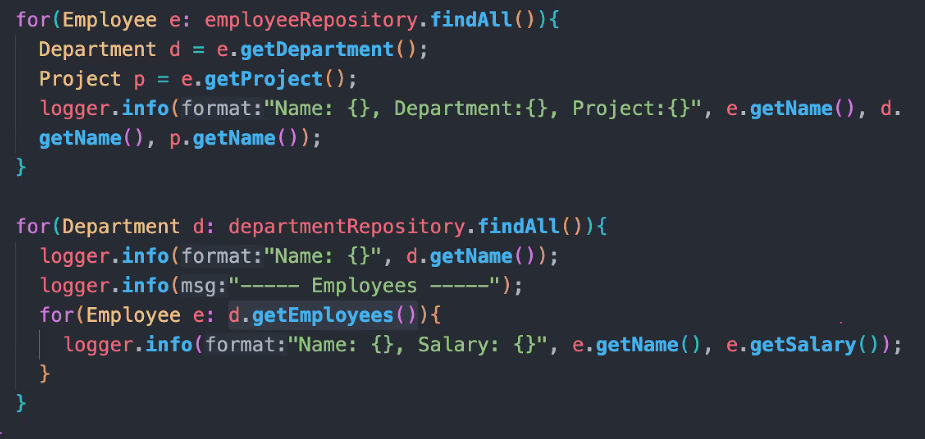 for(Employee e: employeeRepository.findAll()){
Department d = e.getDepartment();
Project p = e.getProject();
logger.info(format:"Name: {}, Department:{}, Project:{}", e.getName(), d.
getName(), p.getName());
}
for(Department d: departmentRepository.findAll()){
logger.info(format:"Name: {}", d.getName());
logger.info(msg:"----- Employees -----");
for(Employee e: d.getEmployees()){
logger.info(format:"Name: {}, Salary: {}", e.getName(), e.getSalary());
}
}